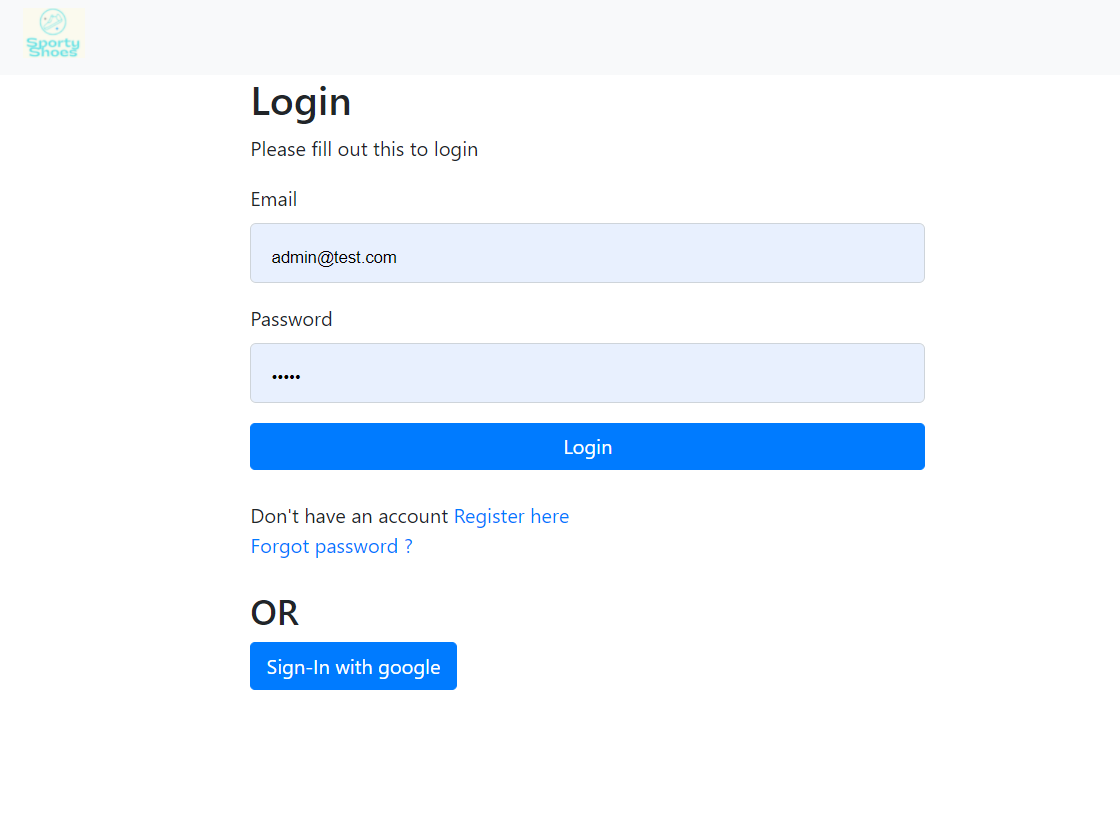 Sporty
Shoes
Login
Please fill out this to login
Email
admin@test.com
Password
•••••
Login
Don't have an account Register here
Forgot password ?
OR
Sign-In with google